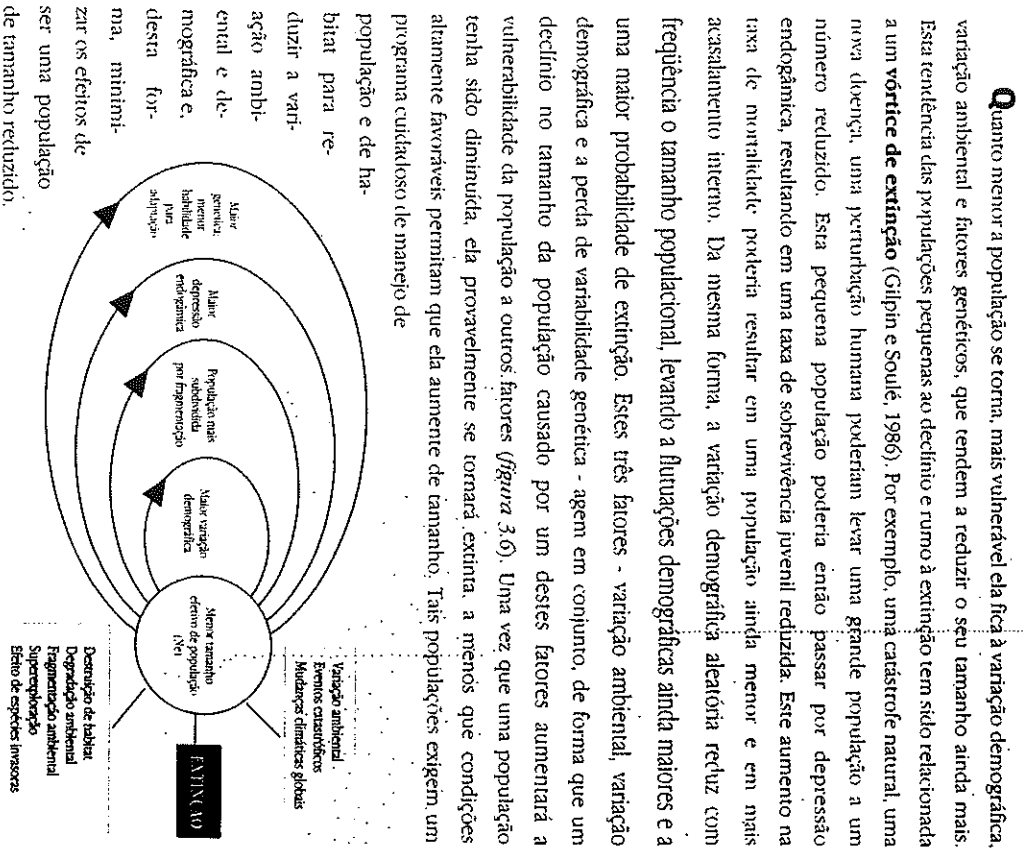 Quanto menor a população se torna, mais vulnerável ela fica à variação demográfica,
variação ambiental e fatores genéticos, que tendem a reduzir o seu tamanho ainda mais.
Esta tendência das populações pequenas ao declínio e rumo à extinção tem sido relacionada
a um vórtice de extinção (Gilpin e Soulé, 1986). Por exemplo, uma catástrofe natural, uma
nova doença, uma perturbação humana poderiam levar uma grande população a um
número reduzido. Esta pequena população poderia então passar por depressão
endogâmica, resultando em uma taxa de sobrevivência juvenil reduzida. Este aumento na
taxa de mortalidade poderia resultar em uma população ainda menor e em mais
acasalamento interno. Da mesma forma, a variação demográfica aleatória reduz com
freqüência o tamanho populacional, levando a flutuações demográficas ainda maiores e a
uma maior probabilidade de extinção. Estes três fatores - variação ambiental, variação
demográfica e a perda de variabilidade genética - agem em conjunto, de forma que um
declínio no tamanho da população causado por um destes fatores aumentará a
vulnerabilidade da população a outros fatores (figura 3.6). Uma vez que uma população
tenha sido diminuída, ela provavelmente se tornará extinta, a menos que condições
altamente favoráveis permitam que ela aumente de tamanho. Tais populações exigem um
programa cuidadoso de manejo de
população e de ha-
bitat para re-
duzir a vari-
ação ambi-
ental e de-
mográfica e,
desta for-
ma, minimi-
zar os efeitos de
ser uma população
de tamanho reduzido.
Maior
genetica;
menor
habilidade
para
adaptação
Maior
depressão
endogâmica
População mais
subdividida
por fragmentação
Maior variação
demográfica
Menor tamanho
efetivo de população
(Ne)
Variação ambiental
Eventos catastróficos
Mudanças climáticas globais
EXTINÇÃO
Destruição de habitat
Degradação ambiental
Fragmentação ambiental
Superexploração
Efeito de espécies invasoras